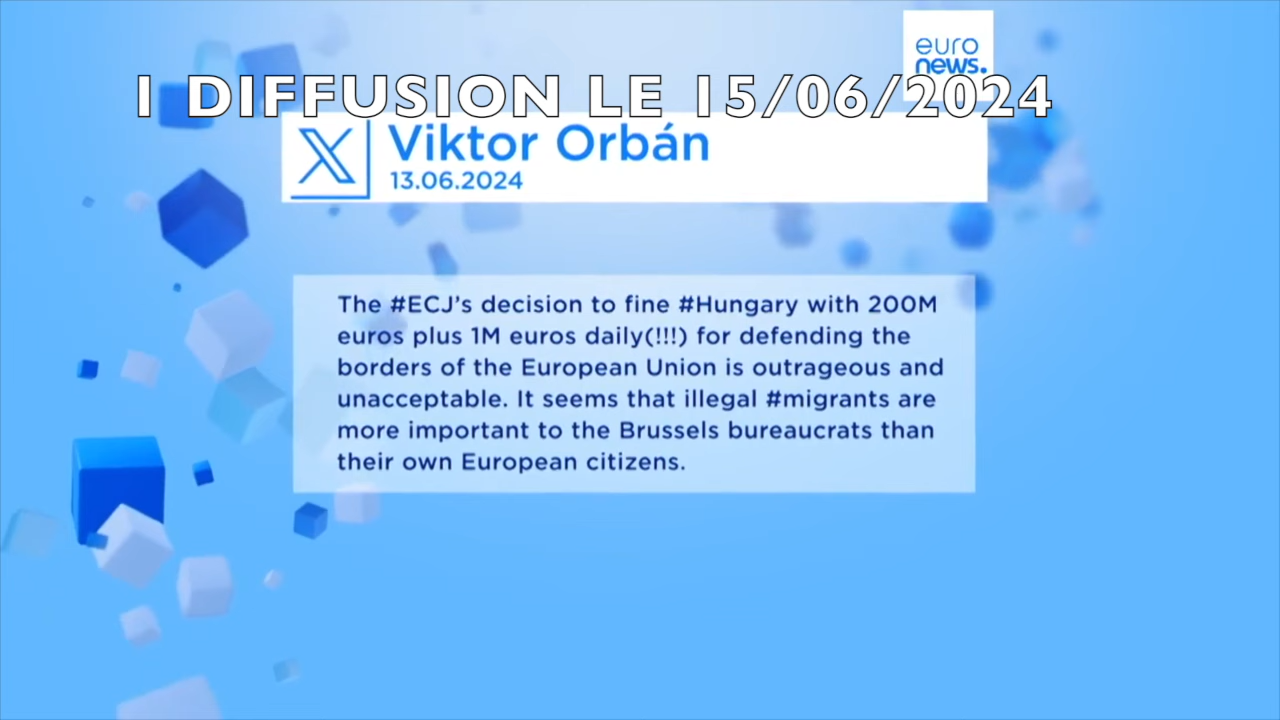 euro
news.
1 DIFFUSION LE 15/06/2024
X
Viktor Orbán
13.06.2024
The #ECJ's decision to fine #Hungary with 200M
euros plus 1M euros daily(!!!) for defending the
borders of the European Union is outrageous and
unacceptable. It seems that illegal #migrants are
more important to the Brussels bureaucrats than
their own European citizens.